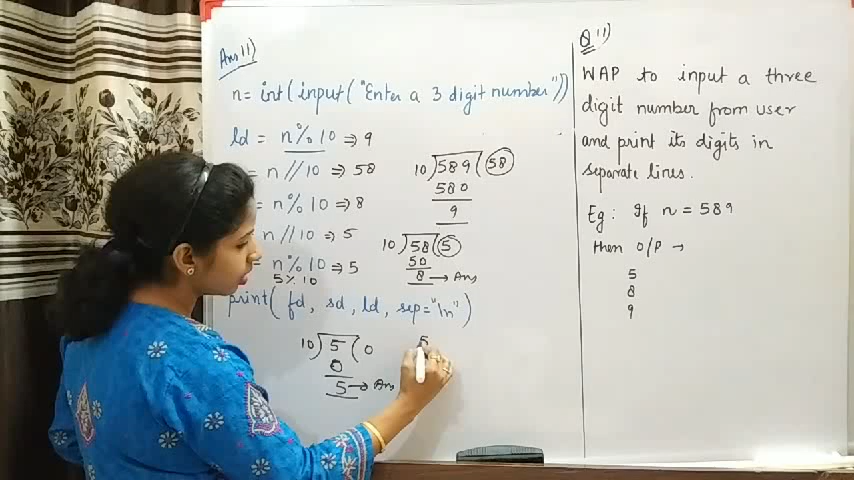 Ans 11)
n= int( input( "Enter a 3 digit number"))
ld = n%10 ⇒ 9
= n//10 ⇒ 58
= n%10 ⇒ 8
n//10 ⇒ 5
= n%10 ⇒ 5
5%10
print( fd, sd, ld, sep="\n")
10)589(58
580
9
10)58(5
50
8 → Ans
10)5(0
0
5 → Ans
5
Q 11)
WAP to input a three
digit number from user
and print its digits in
separate lines.
Eg: If n = 589
then O/P →
5
8
9